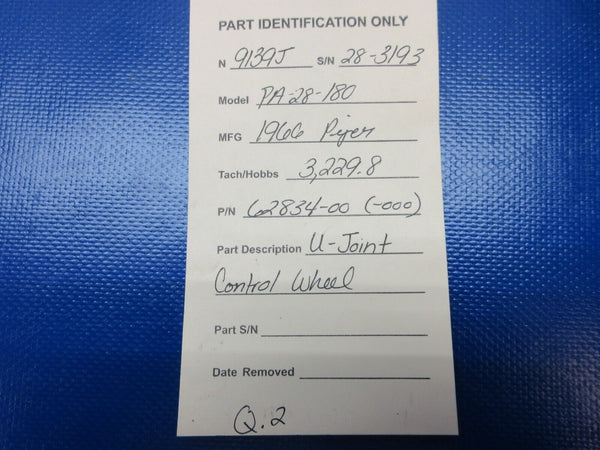 PART IDENTIFICATION ONLY
N 9139J S/N 28-3193
Model PA-28-180
MFG 1966 Piper
Tach/Hobbs 3,229.8
P/N 62834-00 (-000)
Part Description U-Joint
Control Wheel
Part S/N
Date Removed
Q.2